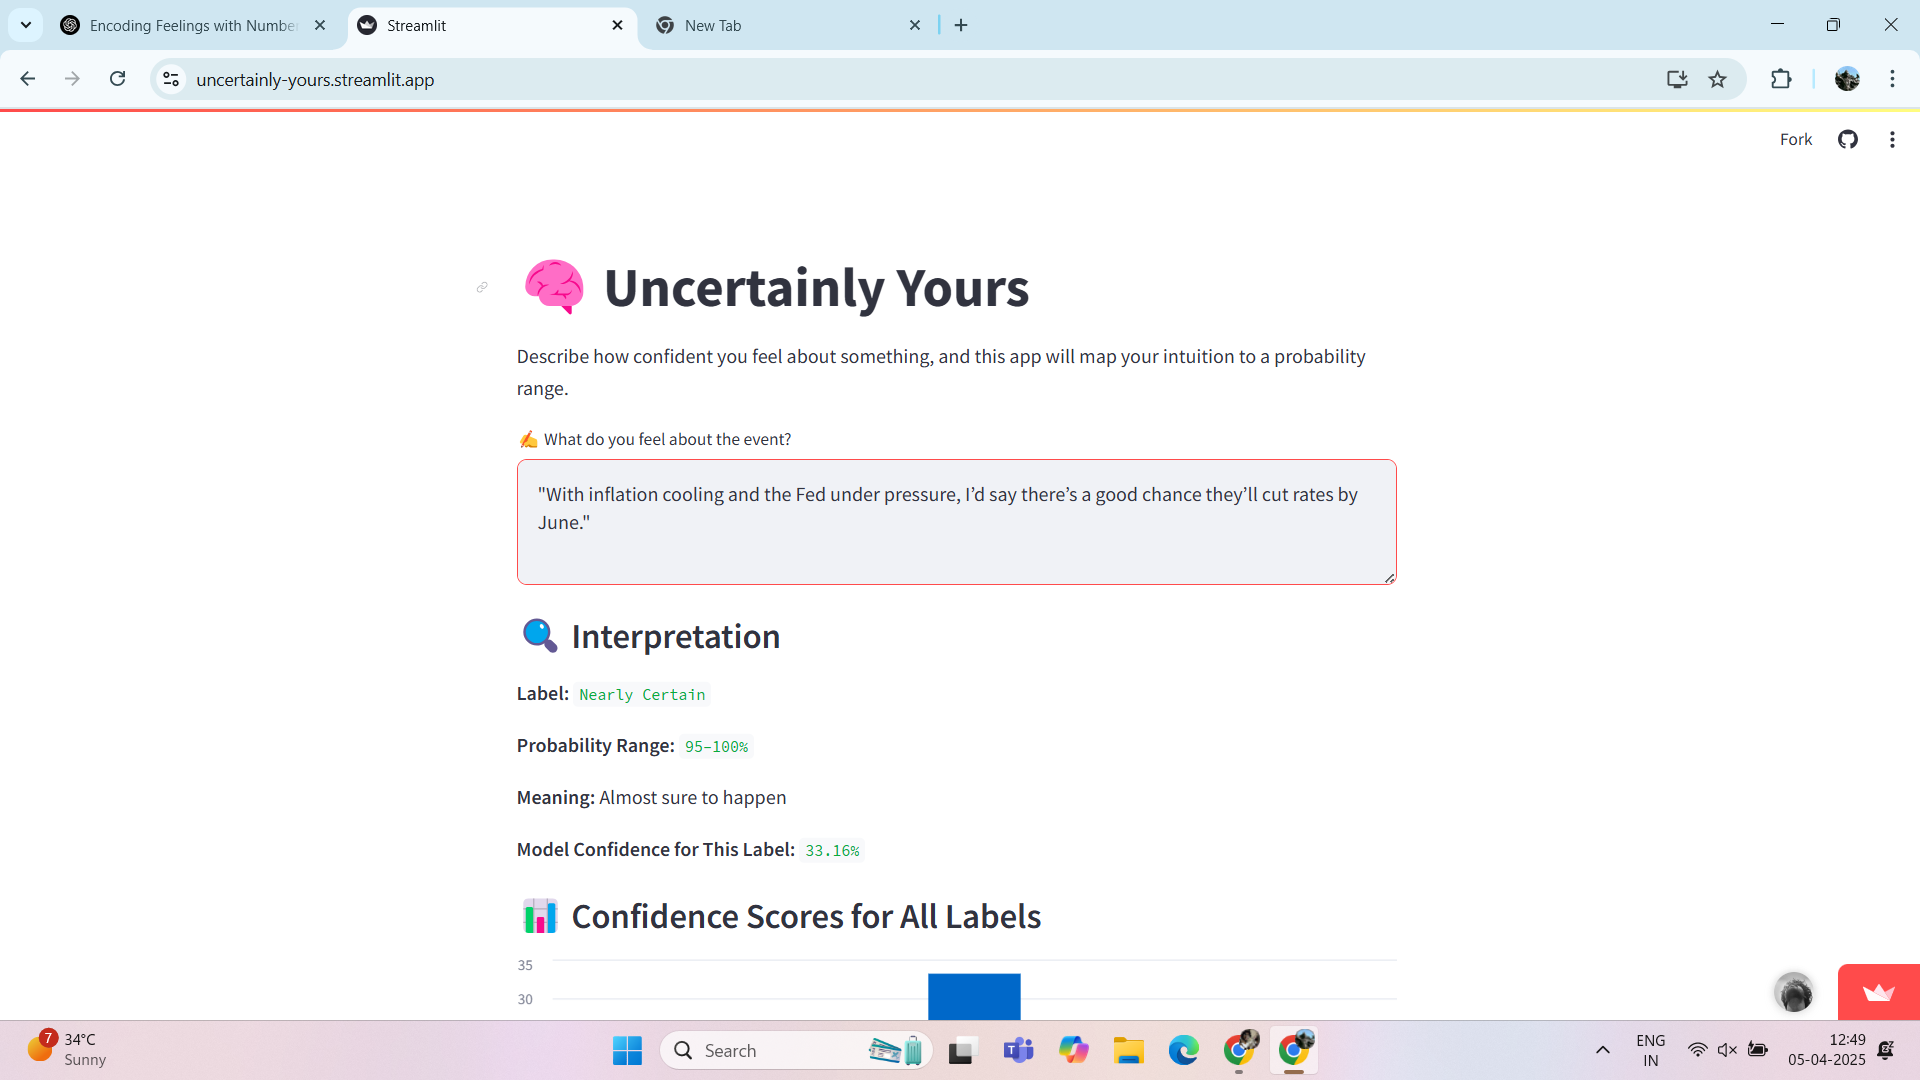 Encoding Feelings with Number
Streamlit
New Tab
uncertainly-yours.streamlit.app
Fork
Uncertainly Yours
Describe how confident you feel about something, and this app will map your intuition to a probability
range.
What do you feel about the event?
"With inflation cooling and the Fed under pressure, I’d say there’s a good chance they’ll cut rates by
June."
Interpretation
Label: Nearly Certain
Probability Range: 95–100%
Meaning: Almost sure to happen
Model Confidence for This Label: 33.16%
Confidence Scores for All Labels
35
30
7
34°C
Sunny
Search
ENG
IN
12:49
05-04-2025